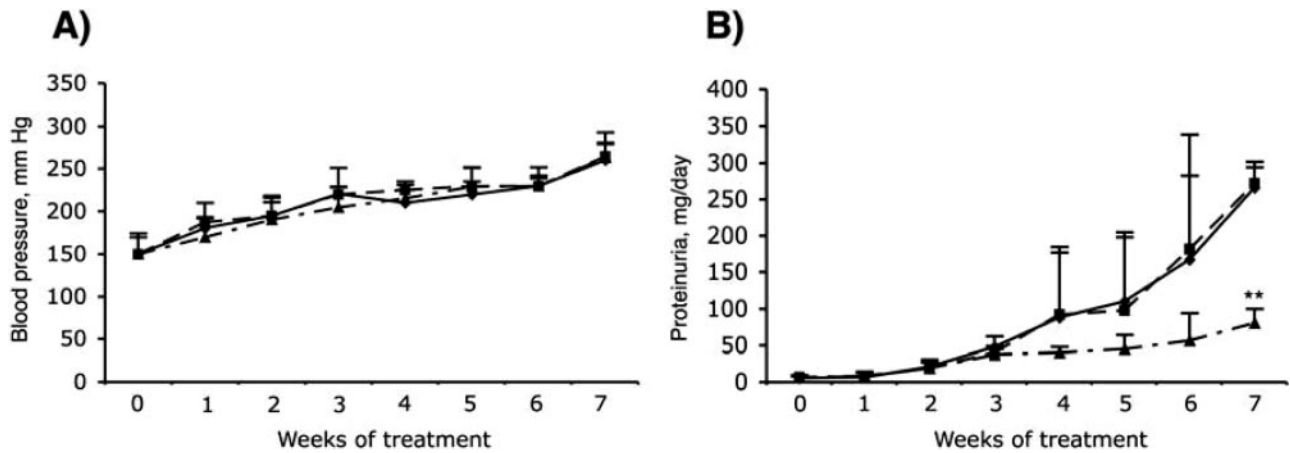 A)
B)
Blood pressure, mm Hg
350
300
250
200
150
100
50
0
0 1 2 3 4 5 6 7
Weeks of treatment
Proteinuria, mg/day
400
350
300
250
200
150
100
50
0
**
0 1 2 3 4 5 6 7
Weeks of treatment